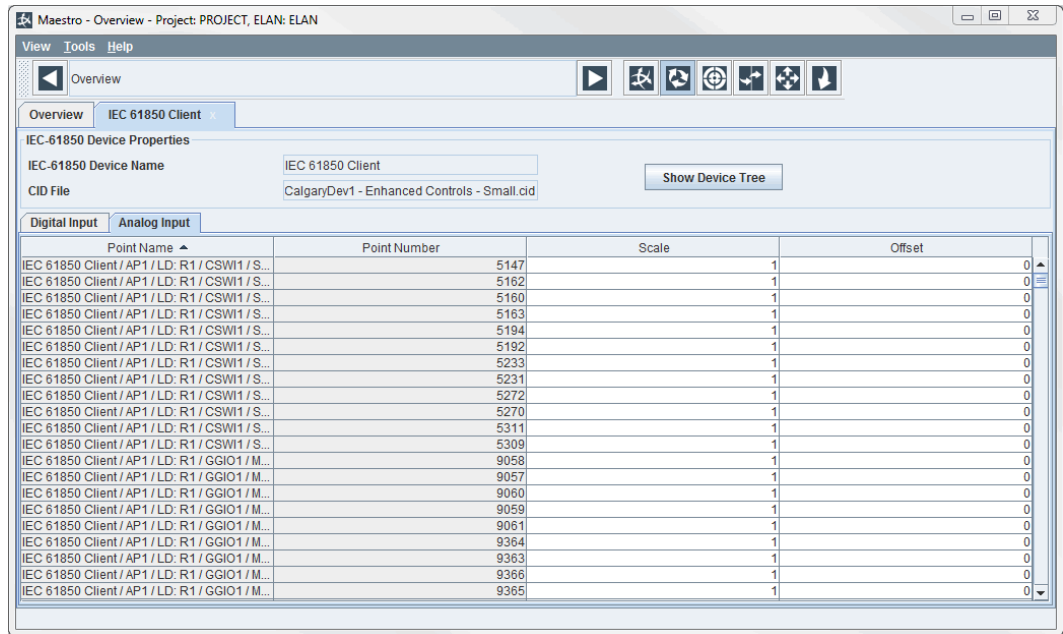 Maestro - Overview - Project: PROJECT, ELAN: ELAN
View Tools Help
Overview
Overview IEC 61850 Client x
IEC-61850 Device Properties
IEC-61850 Device Name IEC 61850 Client
Show Device Tree
CID File CalgaryDev1 - Enhanced Controls - Small.cid
Digital Input Analog Input
Point Name Point Number Scale Offset
IEC 61850 Client / AP1 / LD: R1 / CSWI1 / S... 5147 1 0
IEC 61850 Client / AP1 / LD: R1 / CSWI1 / S... 5162 1 0
IEC 61850 Client / AP1 / LD: R1 / CSWI1 / S... 5160 1 0
IEC 61850 Client / AP1 / LD: R1 / CSWI1 / S... 5163 1 0
IEC 61850 Client / AP1 / LD: R1 / CSWI1 / S... 5194 1 0
IEC 61850 Client / AP1 / LD: R1 / CSWI1 / S... 5192 1 0
IEC 61850 Client / AP1 / LD: R1 / CSWI1 / S... 5233 1 0
IEC 61850 Client / AP1 / LD: R1 / CSWI1 / S... 5231 1 0
IEC 61850 Client / AP1 / LD: R1 / CSWI1 / S... 5272 1 0
IEC 61850 Client / AP1 / LD: R1 / CSWI1 / S... 5270 1 0
IEC 61850 Client / AP1 / LD: R1 / CSWI1 / S... 5311 1 0
IEC 61850 Client / AP1 / LD: R1 / CSWI1 / S... 5309 1 0
IEC 61850 Client / AP1 / LD: R1 / GGIO1 / M... 9058 1 0
IEC 61850 Client / AP1 / LD: R1 / GGIO1 / M... 9057 1 0
IEC 61850 Client / AP1 / LD: R1 / GGIO1 / M... 9060 1 0
IEC 61850 Client / AP1 / LD: R1 / GGIO1 / M... 9059 1 0
IEC 61850 Client / AP1 / LD: R1 / GGIO1 / M... 9061 1 0
IEC 61850 Client / AP1 / LD: R1 / GGIO1 / M... 9364 1 0
IEC 61850 Client / AP1 / LD: R1 / GGIO1 / M... 9363 1 0
IEC 61850 Client / AP1 / LD: R1 / GGIO1 / M... 9366 1 0
IEC 61850 Client / AP1 / LD: R1 / GGIO1 / M... 9365 1 0